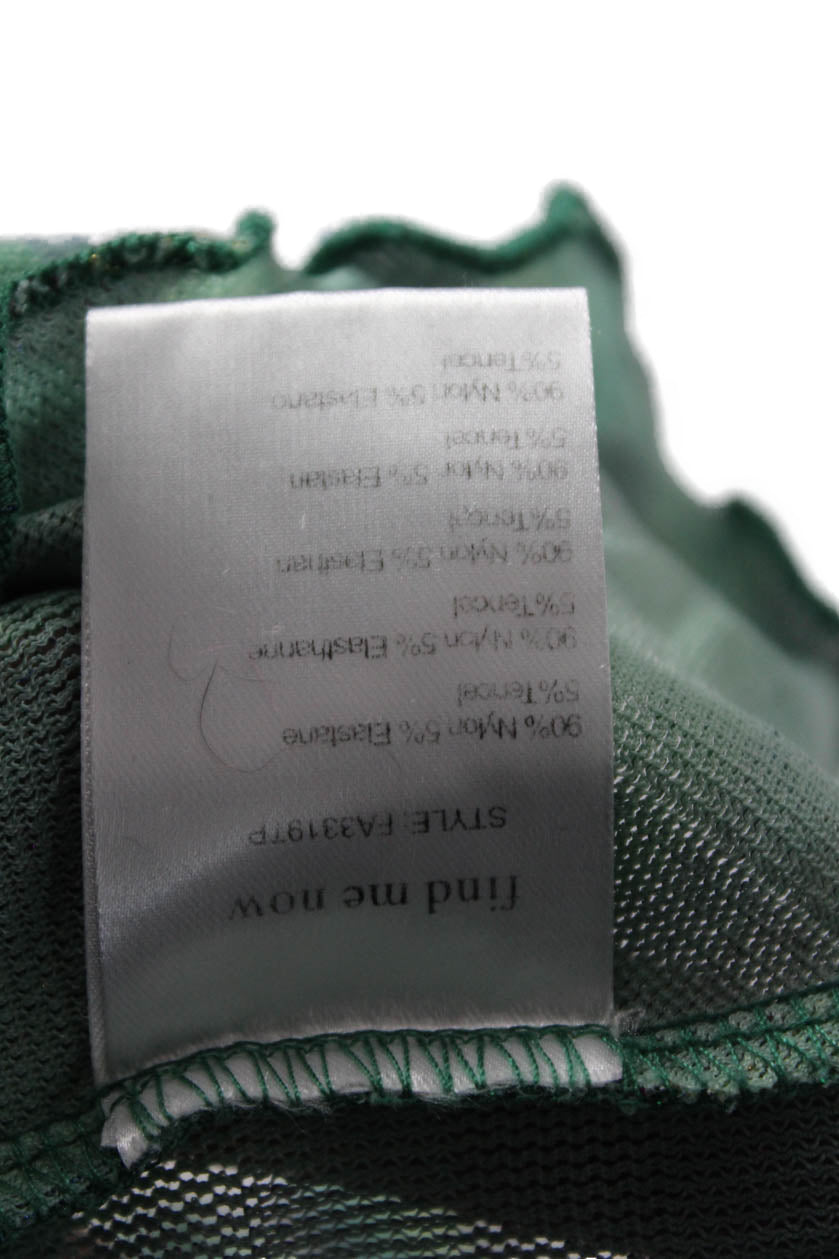 find me now
STYLE: FA3319TP
90% Nylon 5% Elastane
5%Tencel
90% Nylon 5% Elasthanne
5%Tencel
90% Nylon 5% Elasthan
5%Tencel
90% Nylon 5% Elastan
5%Tencel
90% Nylon 5% Elastano
5%Tencel